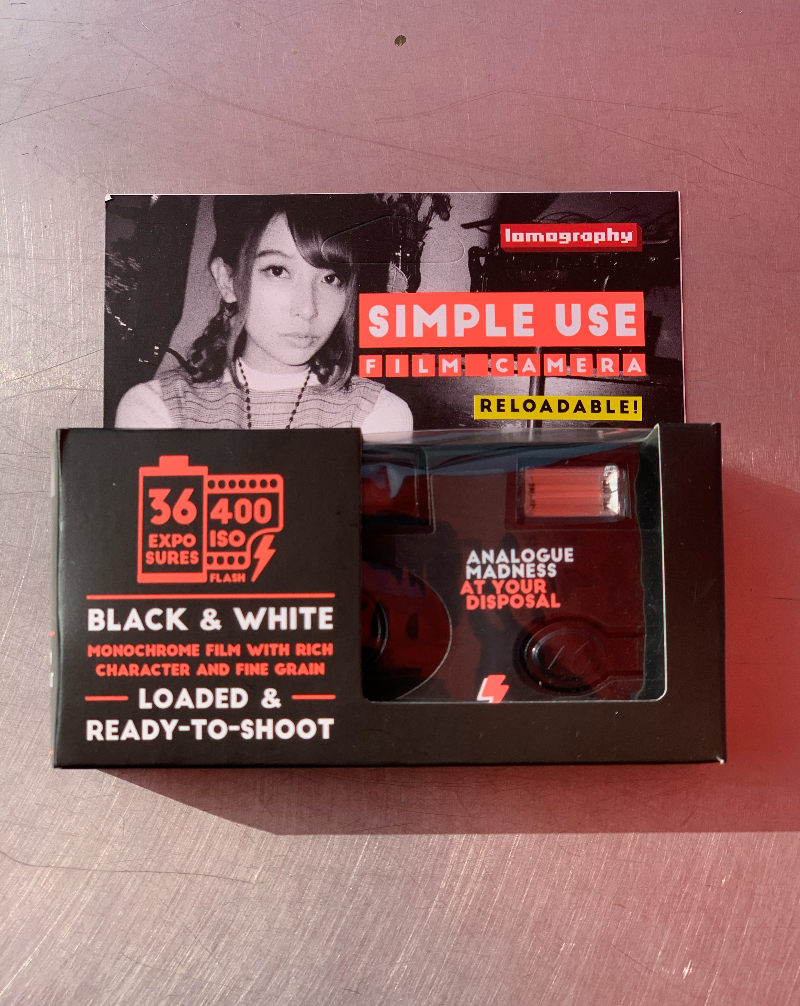 lomography
SIMPLE USE
FILM CAMERA
RELOADABLE!
36
EXPO
SURES
400
ISO
FLASH
BLACK & WHITE
MONOCHROME FILM WITH RICH
CHARACTER AND FINE GRAIN
LOADED &
READY-TO-SHOOT
ANALOGUE
MADNESS
AT YOUR
DISPOSAL